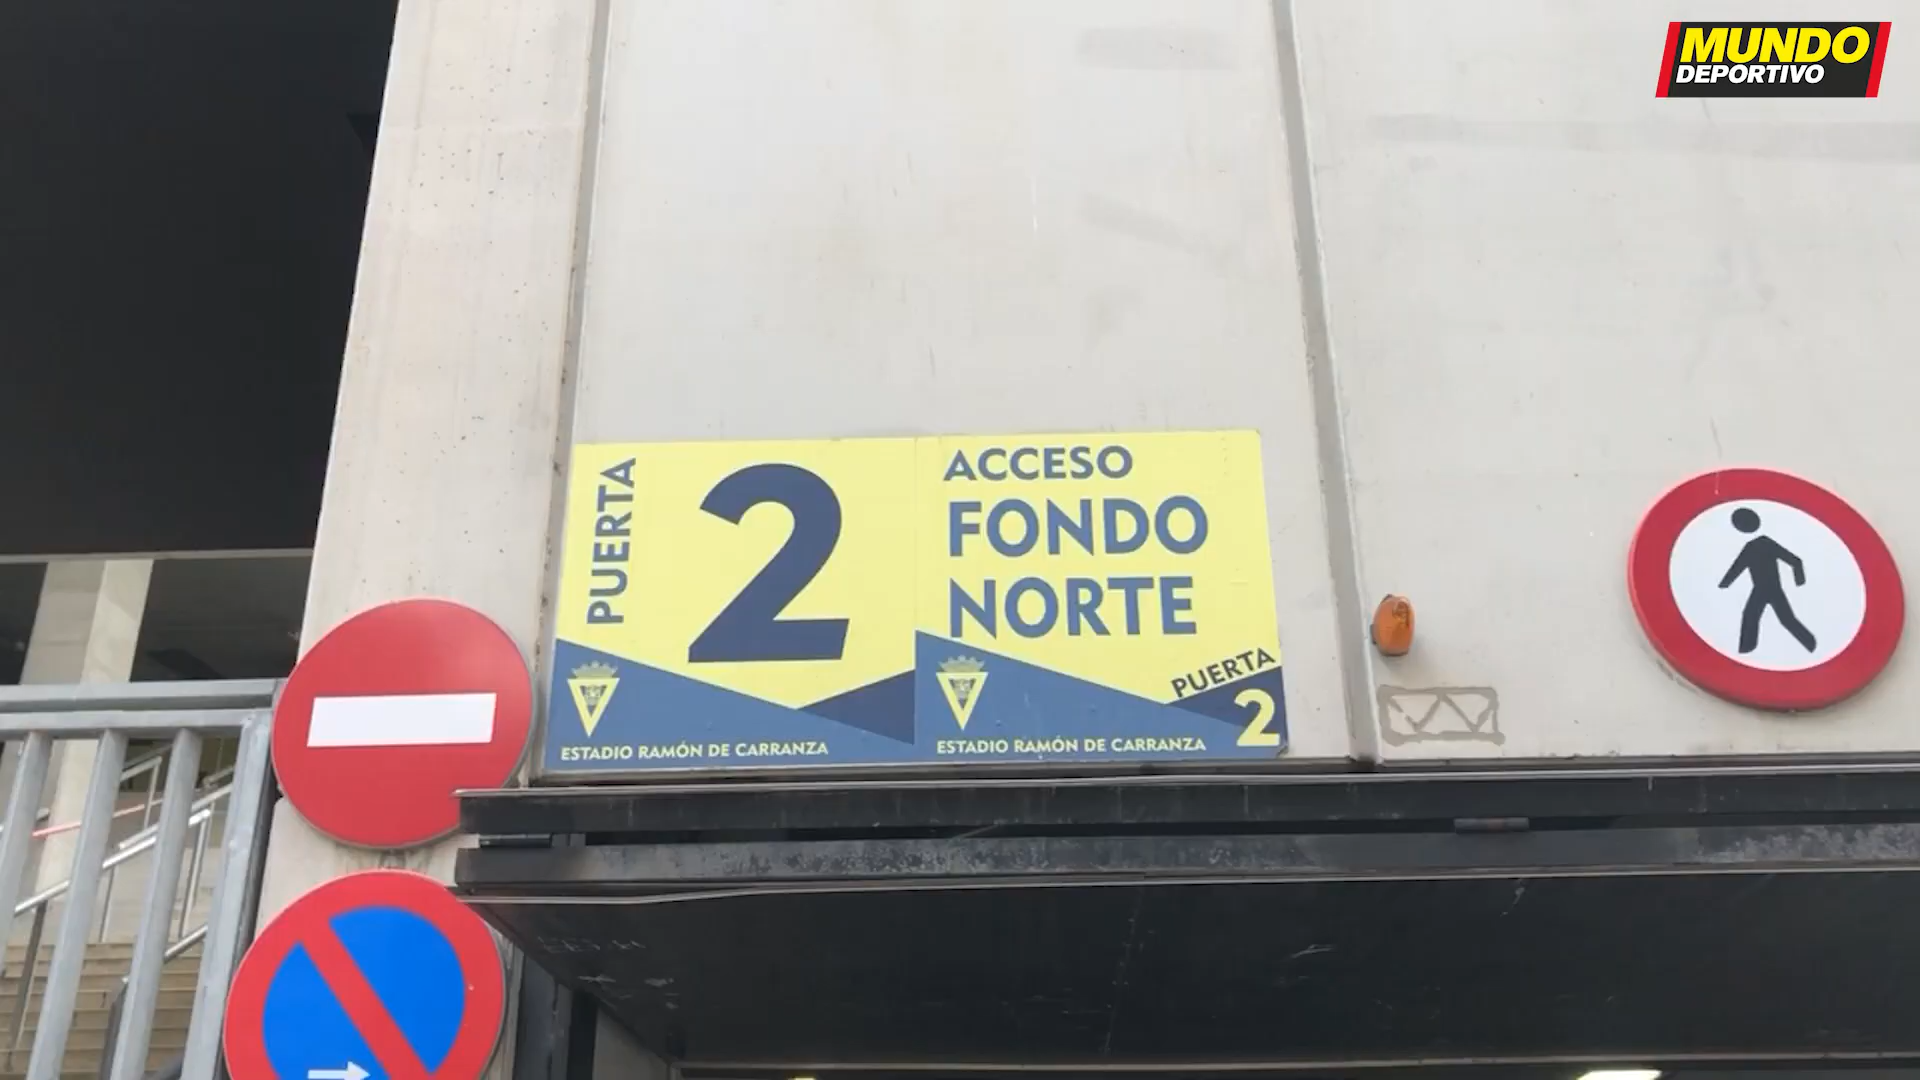 MUNDO
DEPORTIVO
PUERTA
2
ESTADIO RAMÓN DE CARRANZA
ACCESO
FONDO
NORTE
PUERTA
2
ESTADIO RAMÓN DE CARRANZA